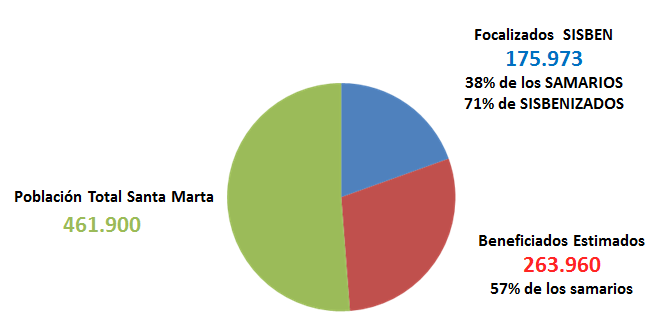 Focalizados SISBEN
175.973
38% de los SAMARIOS
71% de SISBENIZADOS
Población Total Santa Marta
461.900
Beneficiados Estimados
263.960
57% de los samarios